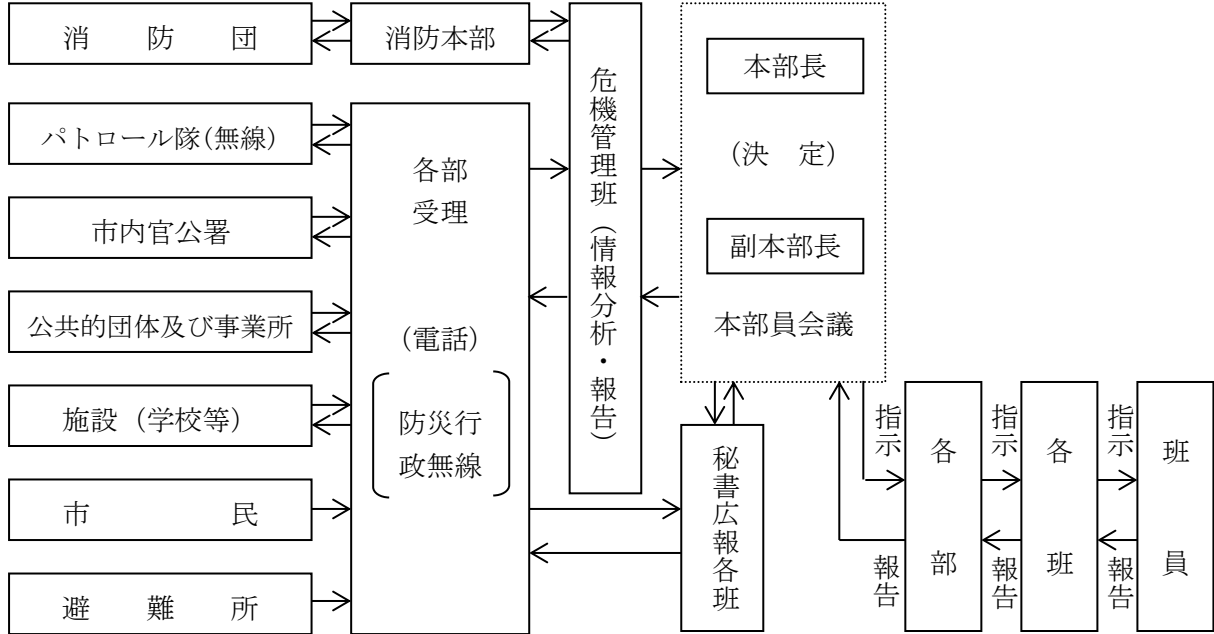 消防団
消防本部
危機管理班（情報分析・報告）
本部長
（決定）
副本部長
本部員会議
パトロール隊(無線)
市内官公署
公共的団体及び事業所
施設（学校等）
市民
避難所
各部
受理
（電話）
防災行
政無線
秘書広報各班
指示
報告
各部
指示
報告
各班
指示
報告
班員